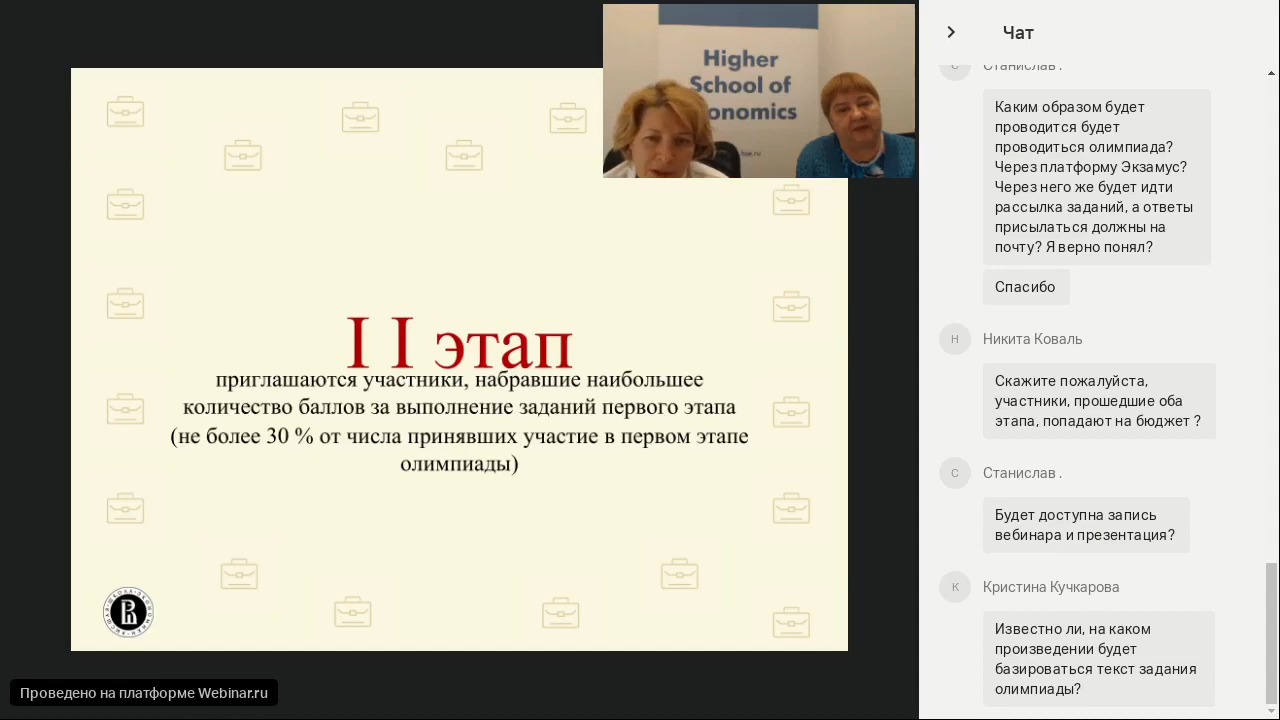 Higher
School of
onomics
hse.ru
I I этап
приглашаются участники, набравшие наибольшее
количество баллов за выполнение заданий первого этапа
(не более 30 % от числа принявших участие в первом этапе
олимпиады)
Проведено на платформе Webinar.ru
Чат
С
Станислав .
Каким образом будет
проводится будет
проводиться олимпиада?
Через платформу Экзамус?
Через него же будет идти
рассылка заданий, а ответы
присылаться должны на
почту? Я верно понял?
Спасибо
Н
Никита Коваль
Скажите пожалуйста,
участники, прошедшие оба
этапа, попадают на бюджет ?
С
Станислав .
Будет доступна запись
вебинара и презентация?
К
Кристина Кучкарова
Известно ли, на каком
произведении будет
базироваться текст задания
олимпиады?